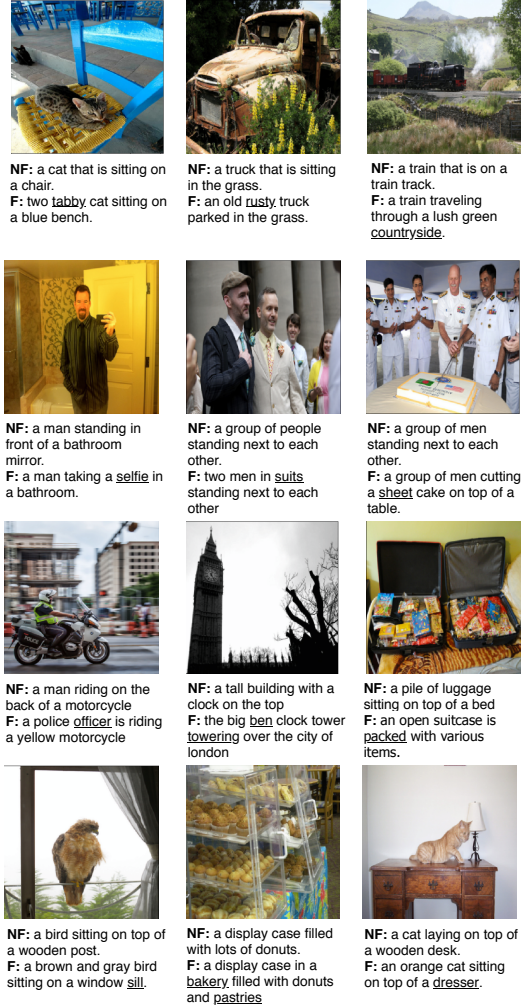 NF: a cat that is sitting on
a chair.
F: two tabby cat sitting on
a blue bench.
NF: a truck that is sitting
in the grass.
F: an old rusty truck
parked in the grass.
NF: a train that is on a
train track.
F: a train traveling
through a lush green
countryside.
NF: a man standing in
front of a bathroom
mirror.
F: a man taking a selfie in
a bathroom.
NF: a group of people
standing next to each
other.
F: two men in suits
standing next to each
other
NF: a group of men
standing next to each
other.
F: a group of men cutting
a sheet cake on top of a
table.
POLICE
NF: a man riding on the
back of a motorcycle
F: a police officer is riding
a yellow motorcycle
NF: a tall building with a
clock on the top
F: the big ben clock tower
towering over the city of
london
NF: a pile of luggage
sitting on top of a bed
F: an open suitcase is
packed with various
items.
NF: a bird sitting on top of
a wooden post.
F: a brown and gray bird
sitting on a window sill.
NF: a display case filled
with lots of donuts.
F: a display case in a
bakery filled with donuts
and pastries
NF: a cat laying on top of
a wooden desk.
F: an orange cat sitting
on top of a dresser.